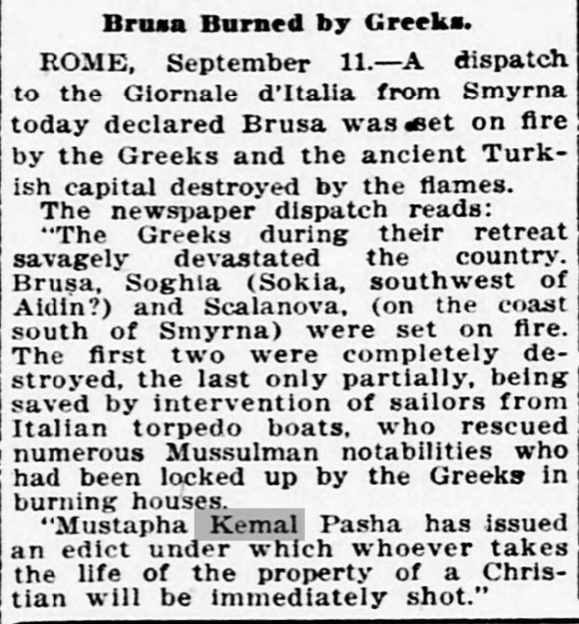 Brusa Burned by Greeks.
ROME, September 11.—A dispatch
to the Giornale d'Italia from Smyrna
today declared Brusa was set on fire
by the Greeks and the ancient Turk-
ish capital destroyed by the flames.
The newspaper dispatch reads:
"The Greeks during their retreat
savagely devastated the country.
Brusa, Soghia (Sokia, southwest of
Aidin?) and Scalanova, (on the coast
south of Smyrna) were set on fire.
The first two were completely de-
stroyed, the last only partially, being
saved by intervention of sailors from
Italian torpedo boats, who rescued
numerous Mussulman notabilities who
had been locked up by the Greeks in
burning houses.
"Mustapha Kemal Pasha has issued
an edict under which whoever takes
the life of the property of a Chris-
tian will be immediately shot."